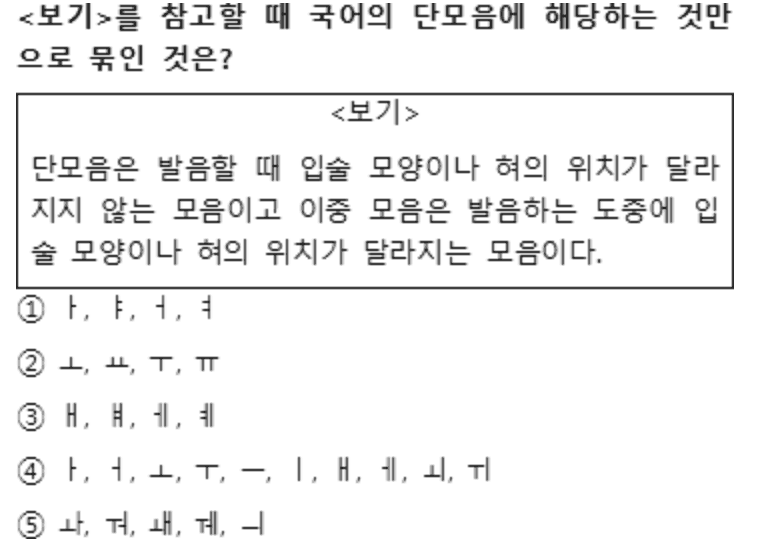 <보기>를 참고할 때 국어의 단모음에 해당하는 것만
으로 묶인 것은?
<보기>
단모음은 발음할 때 입술 모양이나 혀의 위치가 달라
지지 않는 모음이고 이중 모음은 발음하는 도중에 입
술 모양이나 혀의 위치가 달라지는 모음이다.
① ㅏ, ㅑ, ㅓ, ㅕ
② ㅗ, ㅛ, ㅜ, ㅠ
③ ㅐ, ㅒ, ㅔ, ㅖ
④ ㅏ, ㅓ, ㅗ, ㅜ, ㅡ, ㅣ, ㅐ, ㅔ, ㅚ, ㅟ
⑤ ㅘ, ㅝ, ㅙ, ㅞ, ㅢ